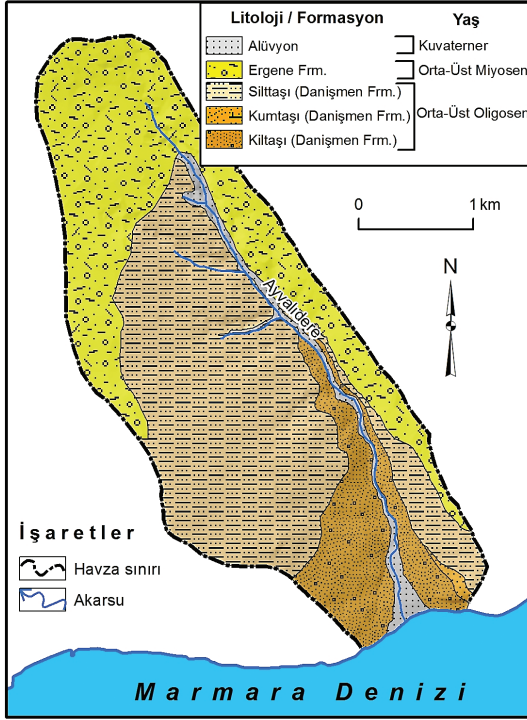 Litoloji / Formasyon Yaş
Alüvyon Kuvaterner
Ergene Frm. Orta-Üst Miyosen
Silttaşı (Danişmen Frm.)
Kumtaşı (Danişmen Frm.) Orta-Üst Oligosen
Kiltaşı (Danişmen Frm.)
0 1 km
N
Ayvalıdere
İşaretler
Havza sınırı
Akarsu
Marmara Denizi